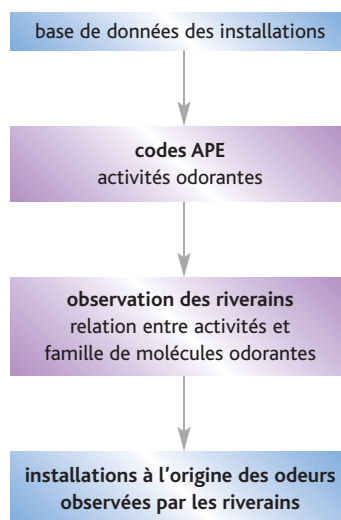 base de données des installations
codes APE
activités odorantes
observation des riverains
relation entre activités et
famille de molécules odorantes
installations à l'origine des odeurs
observées par les riverains